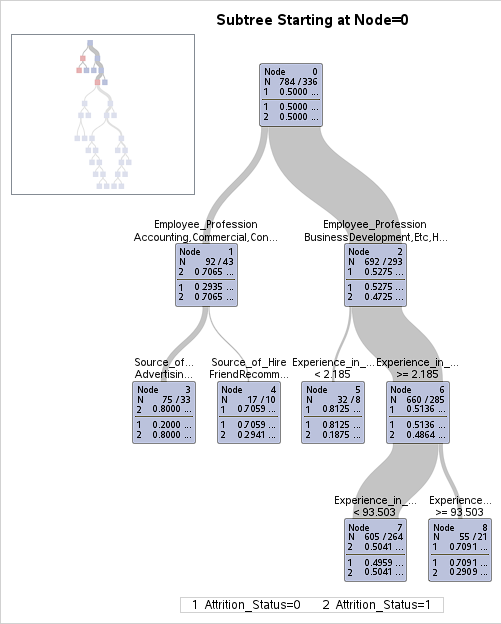 Subtree Starting at Node=0
Node 0
N 784 / 336
1 0.5000 ...
1 0.5000 ...
2 0.5000 ...
Employee_Profession
Accounting,Commercial,Con...
Node 1
N 92 / 43
2 0.7065 ...
1 0.2935 ...
2 0.7065 ...
Employee_Profession
BusinessDevelopment,Etc,H...
Node 2
N 692 / 293
1 0.5275 ...
1 0.5275 ...
2 0.4725 ...
Source_of...
Advertisin...
Node 3
N 75 / 33
2 0.8000 ...
1 0.2000 ...
2 0.8000 ...
Source_of_Hire
FriendRecomm...
Node 4
N 17 / 10
1 0.7059 ...
1 0.7059 ...
2 0.2941 ...
Experience_in_...
< 2.185
Node 5
N 32 / 8
1 0.8125 ...
1 0.8125 ...
2 0.1875 ...
Experience_in_...
>= 2.185
Node 6
N 660 / 285
1 0.5136 ...
1 0.5136 ...
2 0.4864 ...
Experience_in_...
< 93.503
Node 7
N 605 / 264
2 0.5041 ...
1 0.4959 ...
2 0.5041 ...
Experience...
>= 93.503
Node 8
N 55 / 21
1 0.7091 ...
1 0.7091 ...
2 0.2909 ...
1 Attrition_Status=0 2 Attrition_Status=1